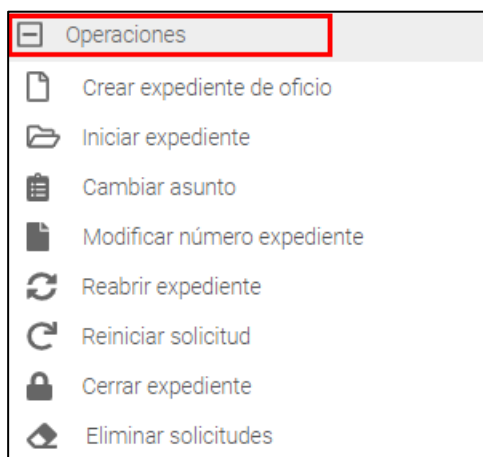 Operaciones
Crear expediente de oficio
Iniciar expediente
Cambiar asunto
Modificar número expediente
Reabrir expediente
Reiniciar solicitud
Cerrar expediente
Eliminar solicitudes